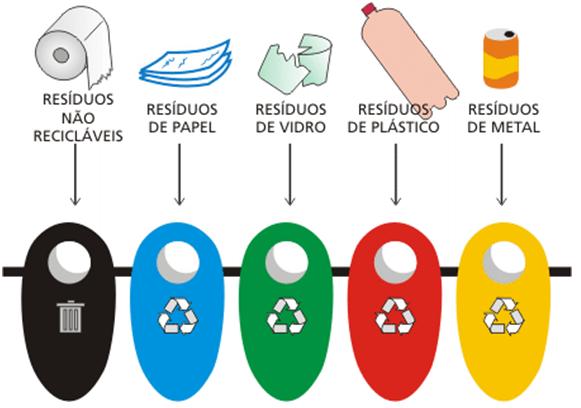 RESÍDUOS
NÃO
RECICLÁVEIS
RESÍDUOS
DE PAPEL
RESÍDUOS
DE VIDRO
RESÍDUOS
DE PLÁSTICO
RESÍDUOS
DE METAL